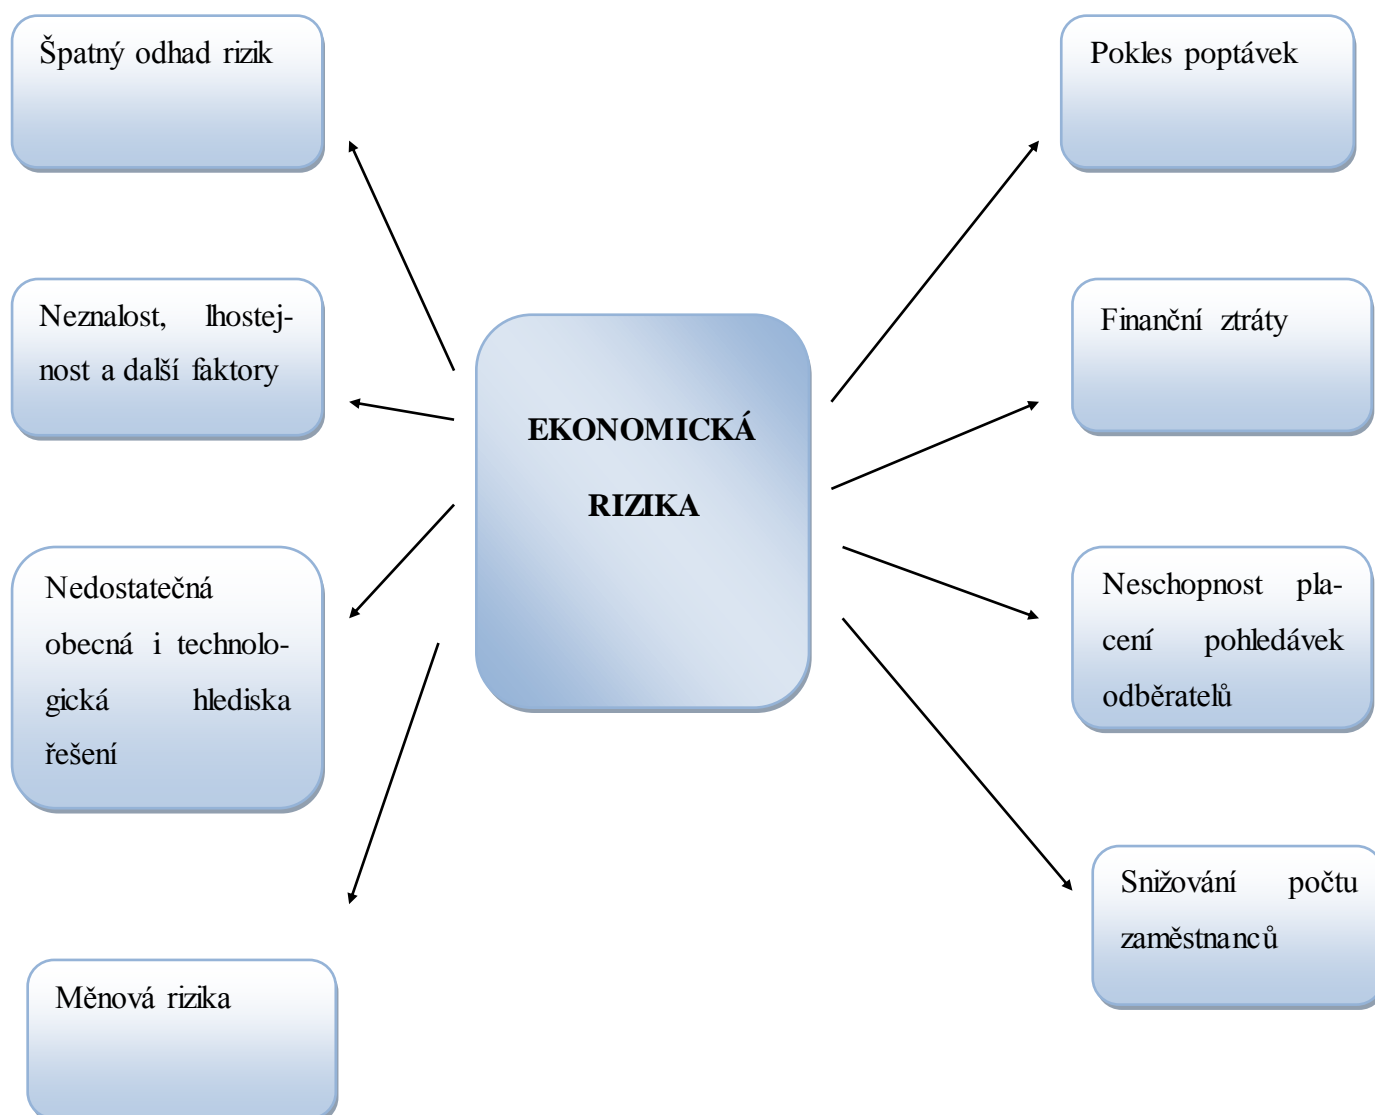 Špatný odhad rizik
Neznalost, lhostej-
nost a další faktory
Nedostatečná
obecná i technolo-
gická hlediska
řešení
Měnová rizika
EKONOMICKÁ
RIZIKA
Pokles poptávek
Finanční ztráty
Neschopnost pla-
cení pohledávek
odběratelů
Snižování počtu
zaměstnanců